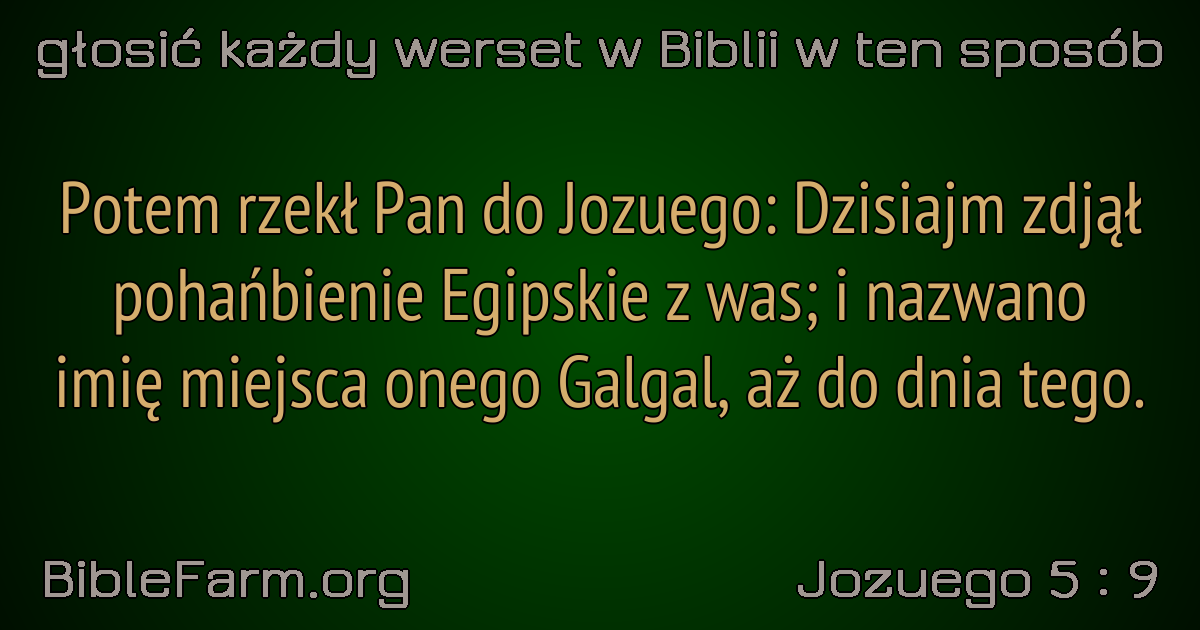 głosić każdy werset w Biblii w ten sposób
Potem rzekł Pan do Jozuego: Dzisiajm zdjął
pohańbienie Egipskie z was; i nazwano
imię miejsca onego Galgal, aż do dnia tego.
BibleFarm.org
Jozuego 5 : 9